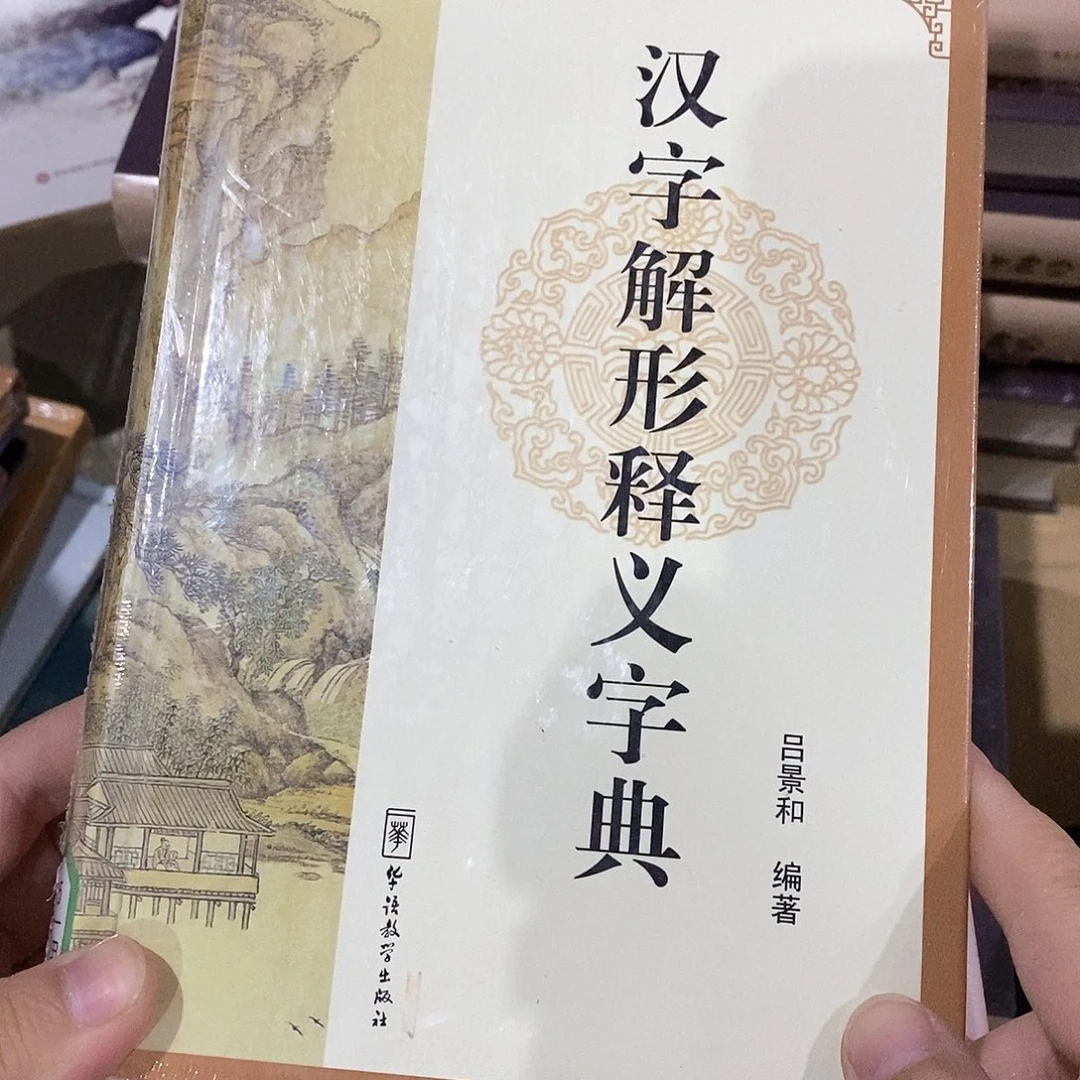 汉字解形释义字典
吕景和 编著
华语教学出版社